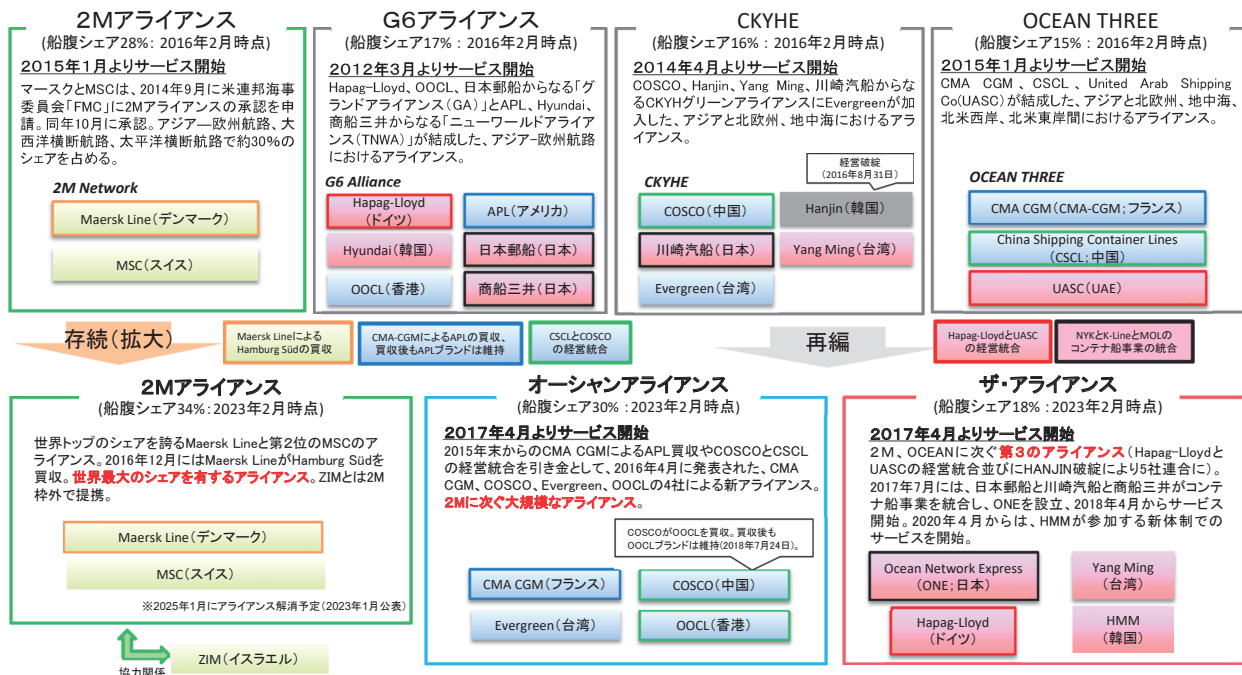 2Mアライアンス
(船腹シェア28%: 2016年2月時点)
2015年1月よりサービス開始
マースクとMSCは、2014年9月に米連邦海事
委員会「FMC」に2Mアライアンスの承認を申
請。同年10月に承認。アジア―欧州航路、大
西洋横断航路、太平洋横断航路で約30%の
シェアを占める。
2M Network
Maersk Line(デンマーク)
MSC(スイス)
G6アライアンス
(船腹シェア17% : 2016年2月時点)
2012年3月よりサービス開始
Hapag-Lloyd、OOCL、日本郵船からなる「グ
ランドアライアンス(GA)」とAPL、Hyundai、
商船三井からなる「ニューワールドアライア
ンス(TNWA)」が結成した、アジア-欧州航路
におけるアライアンス。
G6 Alliance
Hapag-Lloyd
(ドイツ)
APL(アメリカ)
Hyundai(韓国)
日本郵船(日本)
OOCL(香港)
商船三井(日本)
CKYHE
(船腹シェア16% : 2016年2月時点)
2014年4月よりサービス開始
COSCO、Hanjin、Yang Ming、川崎汽船からな
るCKYHグリーンアライアンスにEvergreenが加
入した、アジアと北欧州、地中海におけるアラ
イアンス。
経営破綻
(2016年8月31日)
CKYHE
COSCO(中国)
Hanjin(韓国)
川崎汽船(日本)
Yang Ming(台湾)
Evergreen(台湾)
OCEAN THREE
(船腹シェア15% : 2016年2月時点)
2015年1月よりサービス開始
CMA CGM、CSCL、United Arab Shipping
Co(UASC)が結成した、アジアと北欧州、地中海、
北米西岸、北米東岸間におけるアライアンス。
OCEAN THREE
CMA CGM(CMA-CGM;フランス)
China Shipping Container Lines
(CSCL;中国)
UASC(UAE)
存続(拡大)
Maersk Lineによる
Hamburg Südの買収
CMA-CGMによるAPLの買収、
買収後もAPLブランドは維持
CSCLとCOSCO
の経営統合
再編
Hapag-LloydとUASC
の経営統合
NYKとK-LineとMOLの
コンテナ船事業の統合
2Mアライアンス
(船腹シェア34%:2023年2月時点)
世界トップのシェアを誇るMaersk Lineと第2位のMSCのア
ライアンス。2016年12月にはMaersk LineがHamburg Südを
買収。世界最大のシェアを有するアライアンス。ZIMとは2M
枠外で提携。
Maersk Line(デンマーク)
MSC(スイス)
※2025年1月にアライアンス解消予定(2023年1月公表)
協力関係
ZIM(イスラエル)
オーシャンアライアンス
(船腹シェア30% : 2023年2月時点)
2017年4月よりサービス開始
2015年末からのCMA CGMによるAPL買収やCOSCOとCSCL
の経営統合を引き金として、2016年4月に発表された、CMA
CGM、COSCO、Evergreen、OOCLの4社による新アライアンス。
2Mに次ぐ大規模なアライアンス。
COSCOがOOCLを買収。買収後も
OOCLブランドは維持(2018年7月24日)。
CMA CGM(フランス)
COSCO(中国)
Evergreen(台湾)
OOCL(香港)
ザ・アライアンス
(船腹シェア18% :2023年2月時点)
2017年4月よりサービス開始
2M、OCEANに次ぐ第3のアライアンス(Hapag-Lloydと
UASCの経営統合並びにHANJIN破綻により5社連合に)。
2017年7月には、日本郵船と川崎汽船と商船三井がコンテ
ナ船事業を統合し、ONEを設立、2018年4月からサービス
開始。2020年4月からは、HMMが参加する新体制での
サービスを開始。
Ocean Network Express
(ONE;日本)
Yang Ming
(台湾)
Hapag-Lloyd
(ドイツ)
HMM
(韓国)